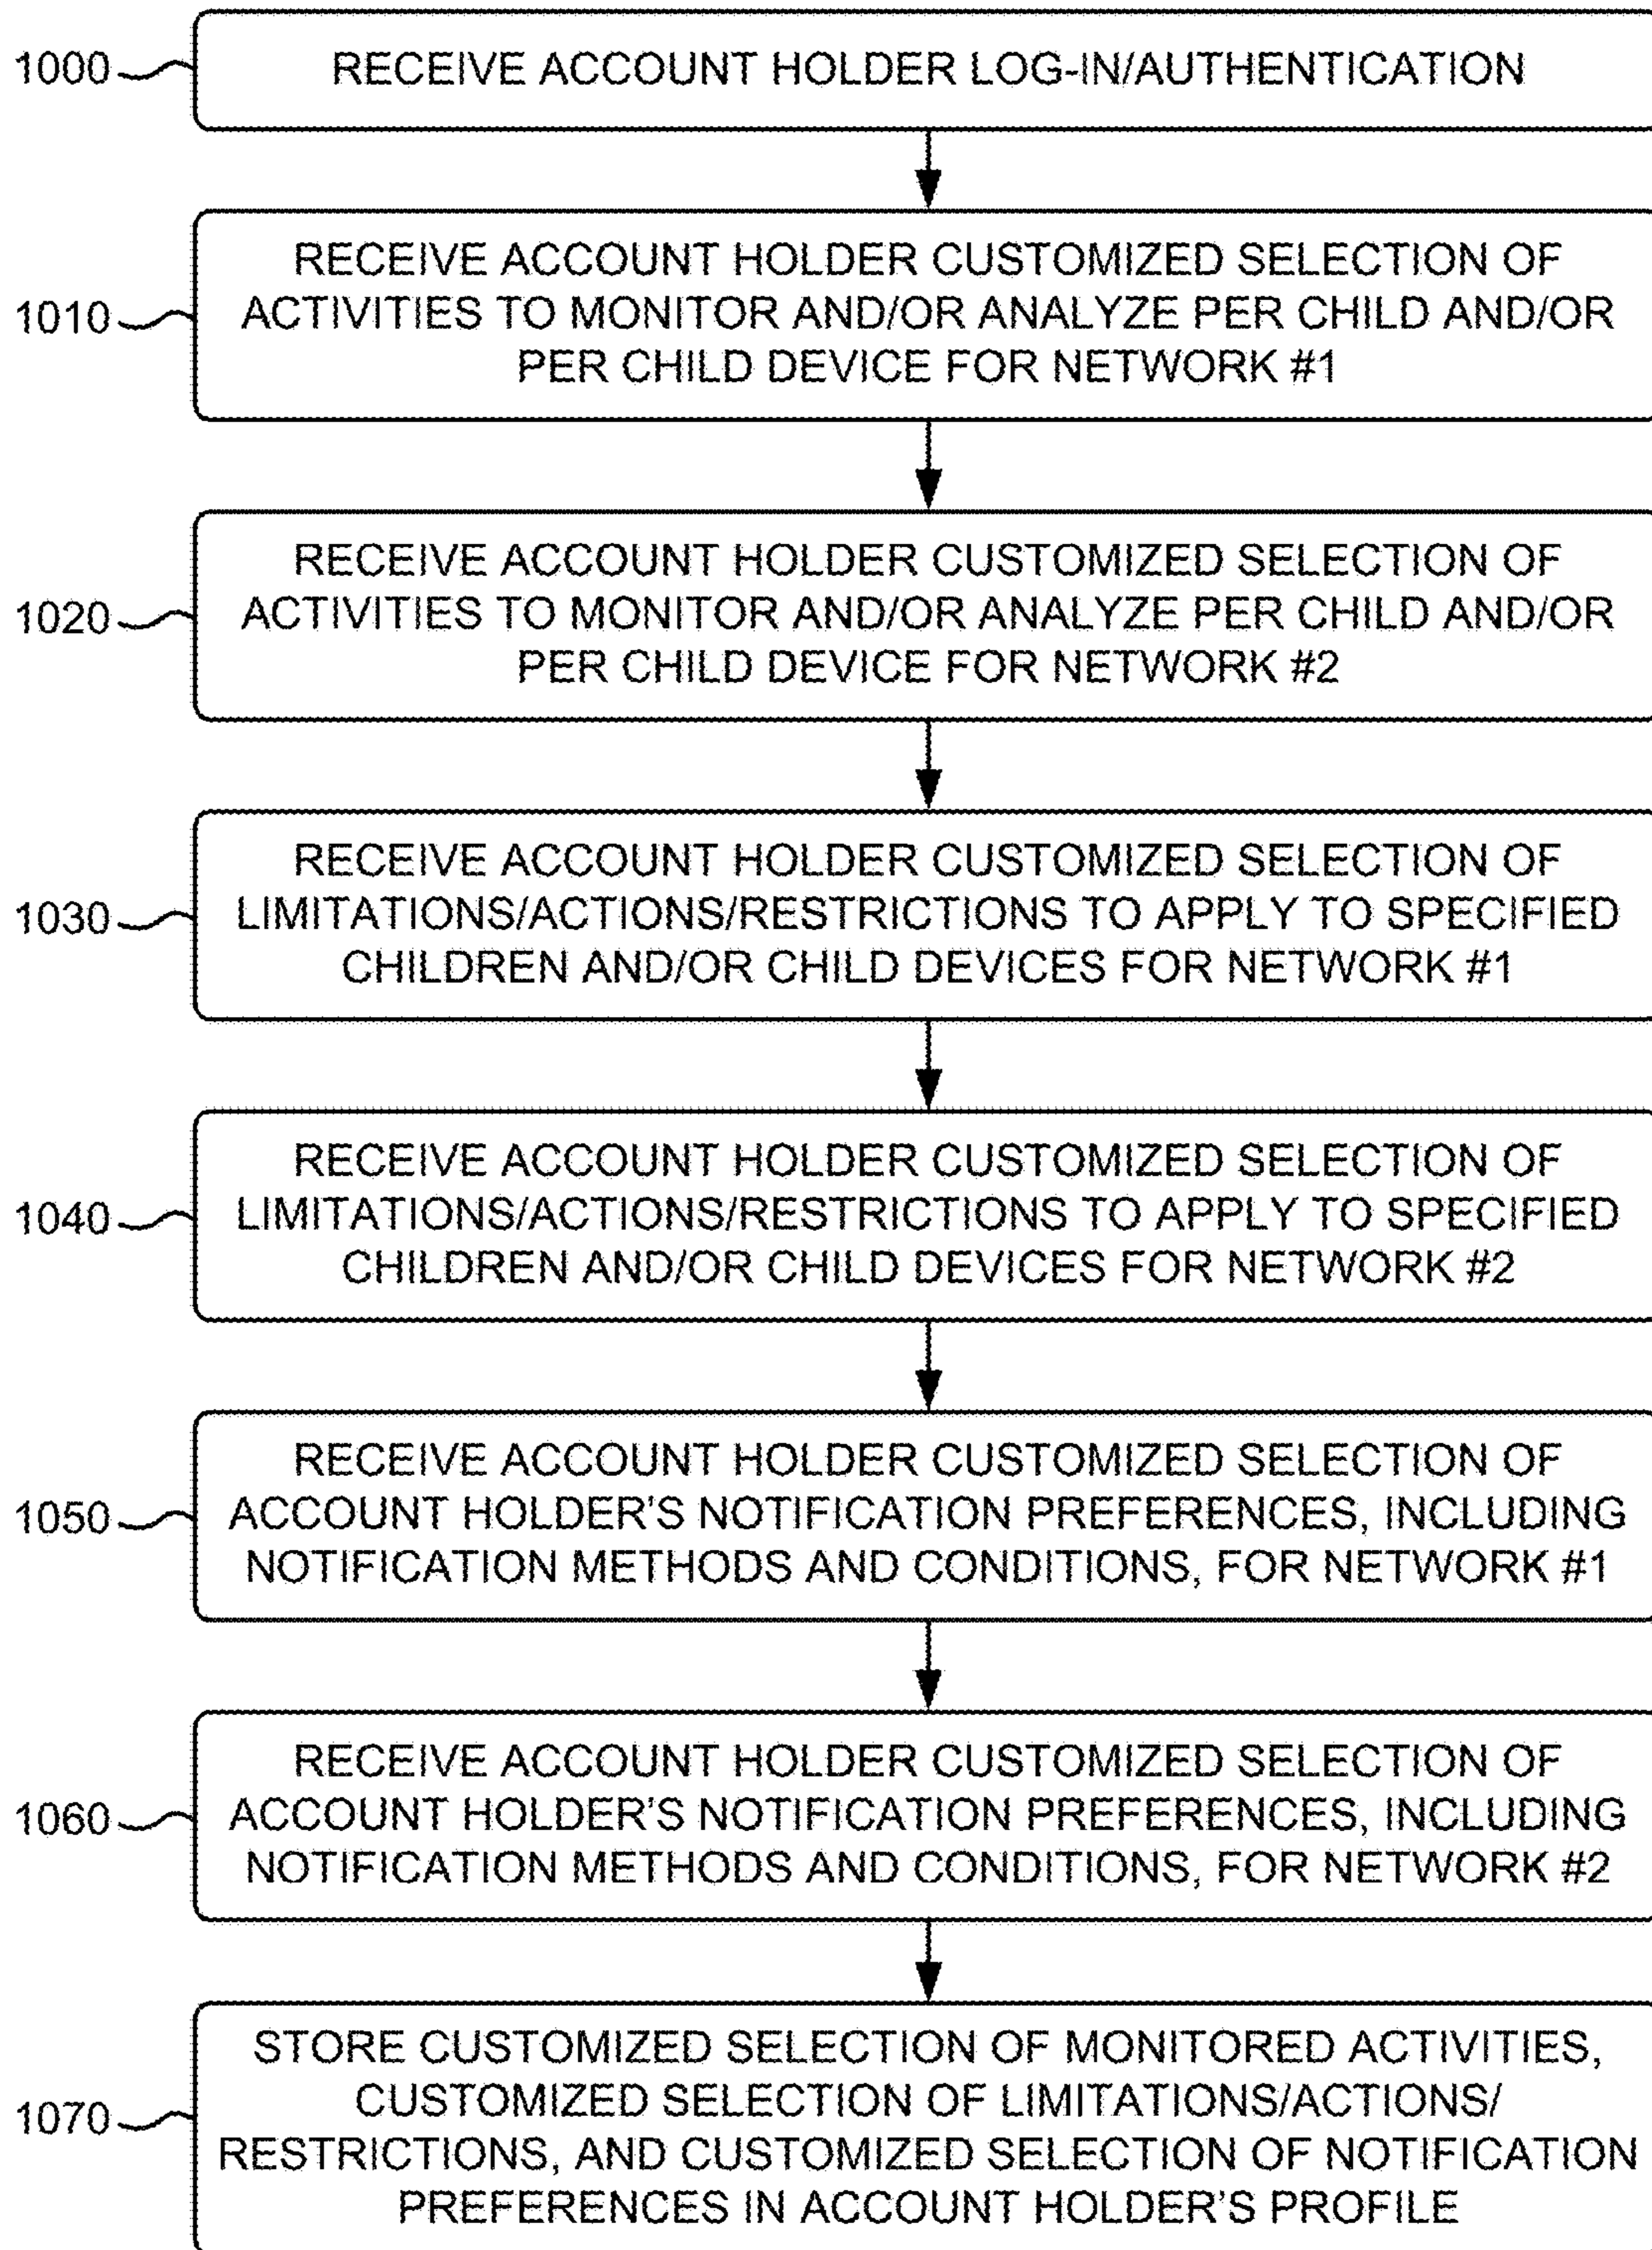 1000
RECEIVE ACCOUNT HOLDER LOG-IN/AUTHENTICATION
1010
RECEIVE ACCOUNT HOLDER CUSTOMIZED SELECTION OF
ACTIVITIES TO MONITOR AND/OR ANALYZE PER CHILD AND/OR
PER CHILD DEVICE FOR NETWORK #1
1020
RECEIVE ACCOUNT HOLDER CUSTOMIZED SELECTION OF
ACTIVITIES TO MONITOR AND/OR ANALYZE PER CHILD AND/OR
PER CHILD DEVICE FOR NETWORK #2
1030
RECEIVE ACCOUNT HOLDER CUSTOMIZED SELECTION OF
LIMITATIONS/ACTIONS/RESTRICTIONS TO APPLY TO SPECIFIED
CHILDREN AND/OR CHILD DEVICES FOR NETWORK #1
1040
RECEIVE ACCOUNT HOLDER CUSTOMIZED SELECTION OF
LIMITATIONS/ACTIONS/RESTRICTIONS TO APPLY TO SPECIFIED
CHILDREN AND/OR CHILD DEVICES FOR NETWORK #2
1050
RECEIVE ACCOUNT HOLDER CUSTOMIZED SELECTION OF
ACCOUNT HOLDER'S NOTIFICATION PREFERENCES, INCLUDING
NOTIFICATION METHODS AND CONDITIONS, FOR NETWORK #1
1060
RECEIVE ACCOUNT HOLDER CUSTOMIZED SELECTION OF
ACCOUNT HOLDER'S NOTIFICATION PREFERENCES, INCLUDING
NOTIFICATION METHODS AND CONDITIONS, FOR NETWORK #2
1070
STORE CUSTOMIZED SELECTION OF MONITORED ACTIVITIES,
CUSTOMIZED SELECTION OF LIMITATIONS/ACTIONS/
RESTRICTIONS, AND CUSTOMIZED SELECTION OF NOTIFICATION
PREFERENCES IN ACCOUNT HOLDER'S PROFILE